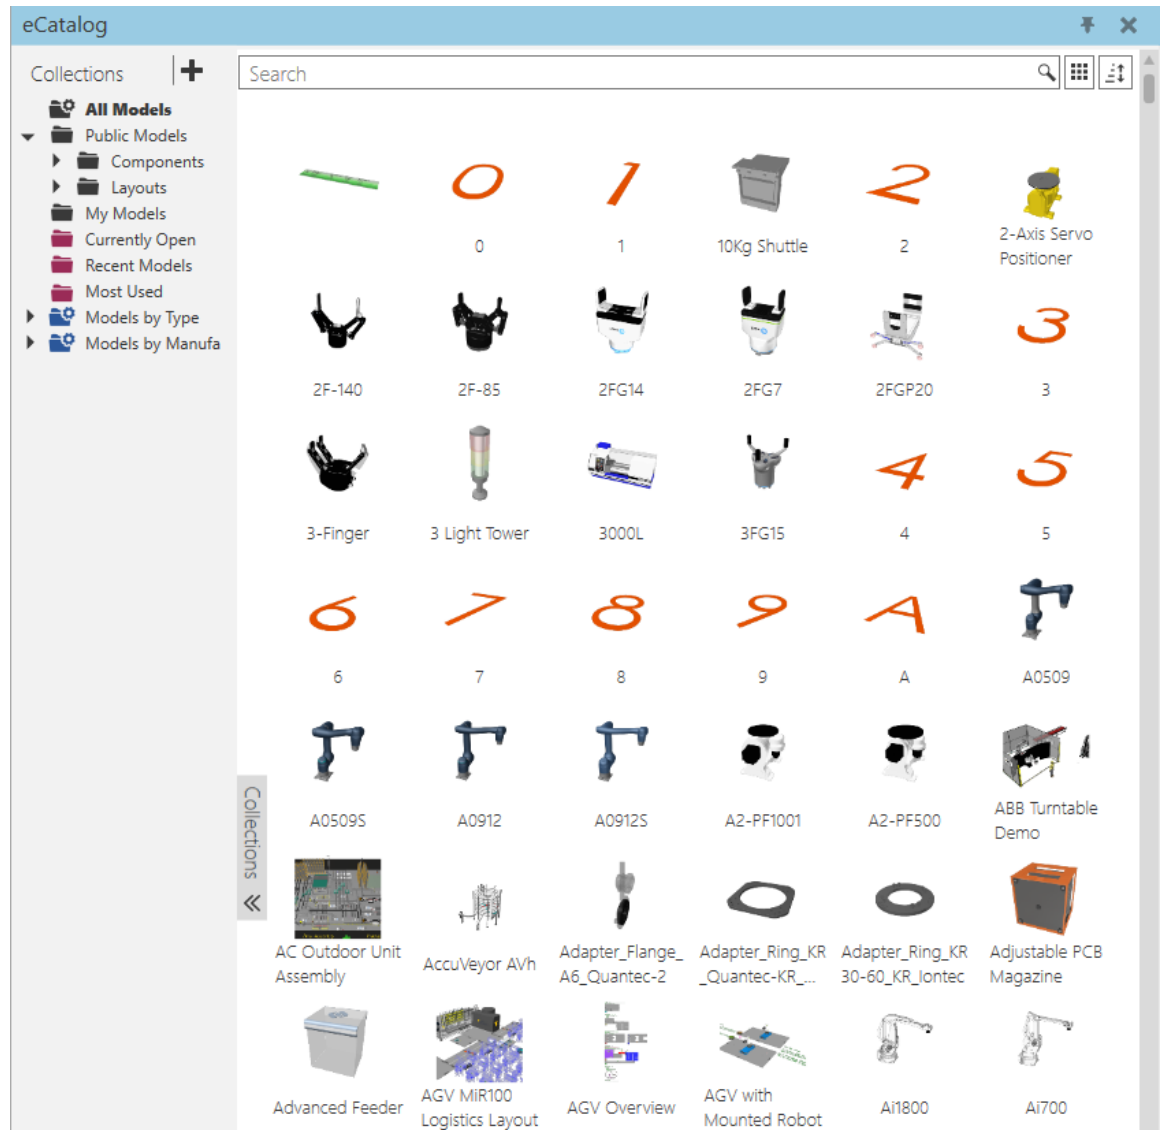 eCatalog
Collections
Search
All Models
Public Models
Components
Layouts
My Models
Currently Open
Recent Models
Most Used
Models by Type
Models by Manufa
Collections
0
1
10Kg Shuttle
2
2-Axis Servo
Positioner
2F-140
2F-85
2FG14
2FG7
2FGP20
3
3-Finger
3 Light Tower
3000L
3FG15
4
5
6
7
8
9
A
A0509
A0509S
A0912
A0912S
A2-PF1001
A2-PF500
ABB Turntable
Demo
AC Outdoor Unit
Assembly
AccuVeyor AVh
Adapter_Flange_
A6_Quantec-2
Adapter_Ring_KR
_Quantec-KR_...
Adapter_Ring_KR
30-60_KR_Iontec
Adjustable PCB
Magazine
Advanced Feeder
AGV MiR100
Logistics Layout
AGV Overview
AGV with
Mounted Robot
Ai1800
Ai700